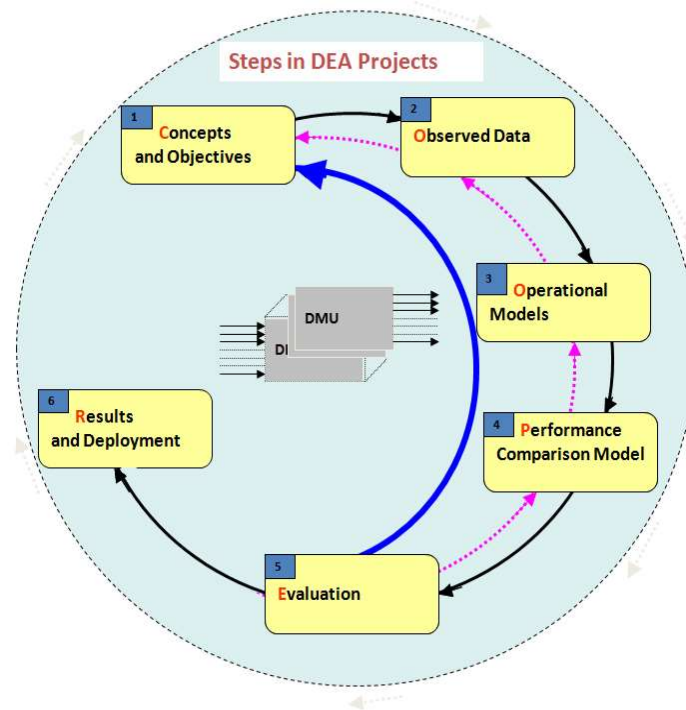 Steps in DEA Projects
1
Concepts
and Objectives
2
Observed Data
3
Operational
Models
DMU
6
Results
and Deployment
4
Performance
Comparison Model
5
Evaluation